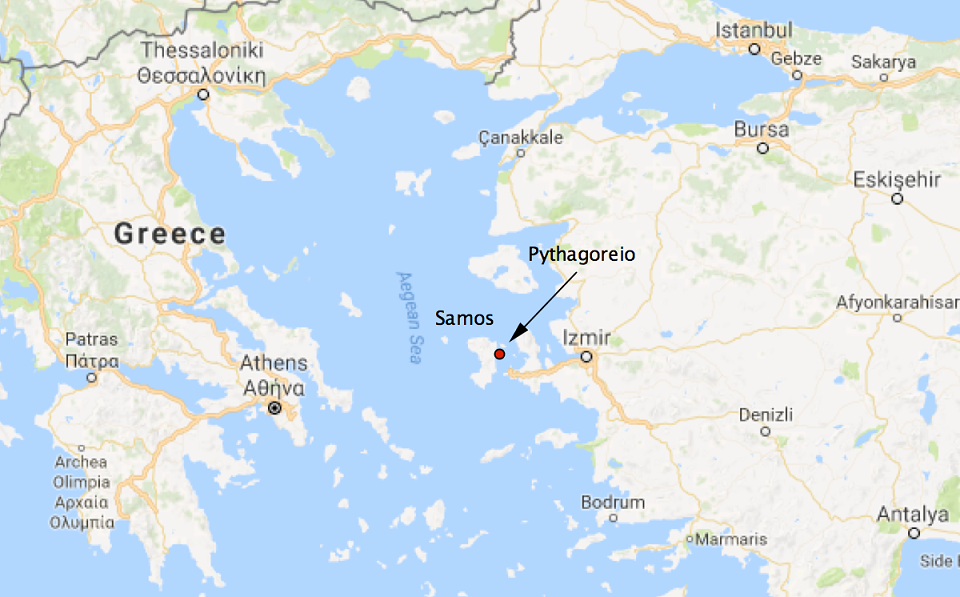 Istanbul
Thessaloniki
Θεσσαλονίκη
Gebze
Sakarya
Çanakkale
Bursa
Eskişehir
Greece
Pythagoreio
Aegean Sea
Afyonkarahisar
Samos
Izmir
Patras
Πάτρα
Athens
Αθήνα
Denizli
Archea
Olimpia
Αρχαία
Ολυμπία
Bodrum
Antalya
Marmaris
Side